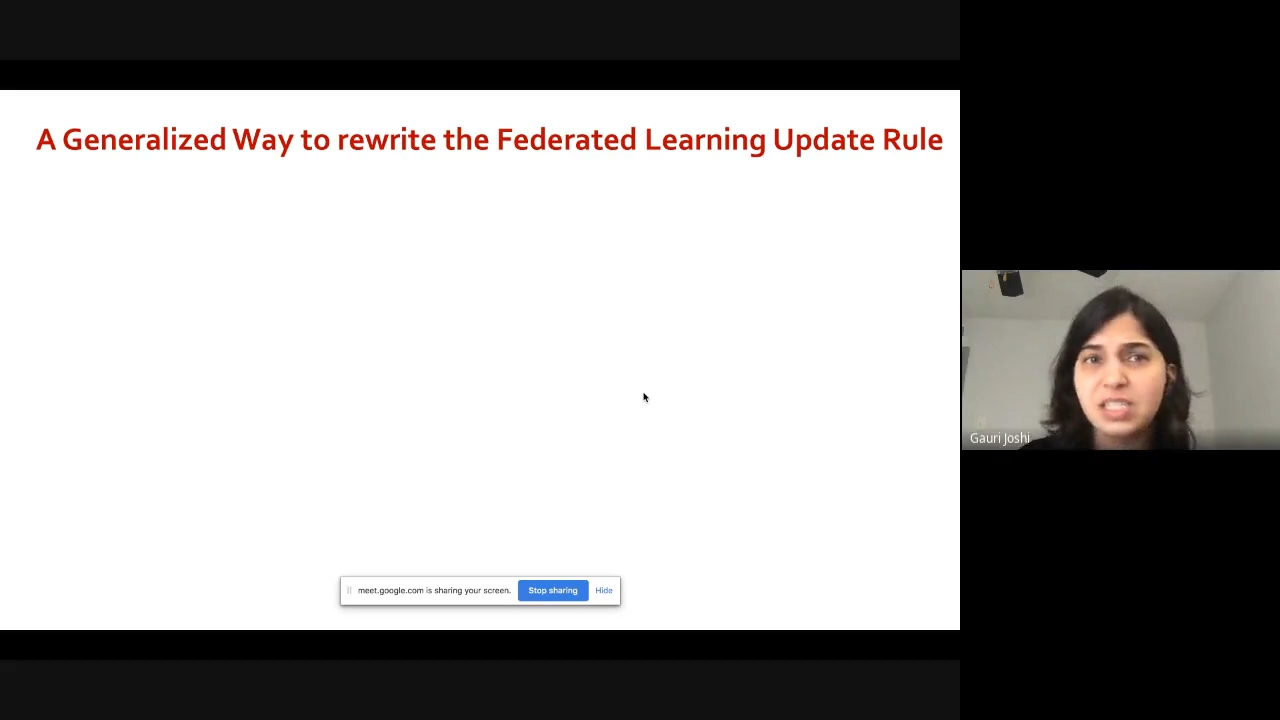 A Generalized Way to rewrite the Federated Learning Update Rule
Gauri Joshi
meet.google.com is sharing your screen. Stop sharing Hide